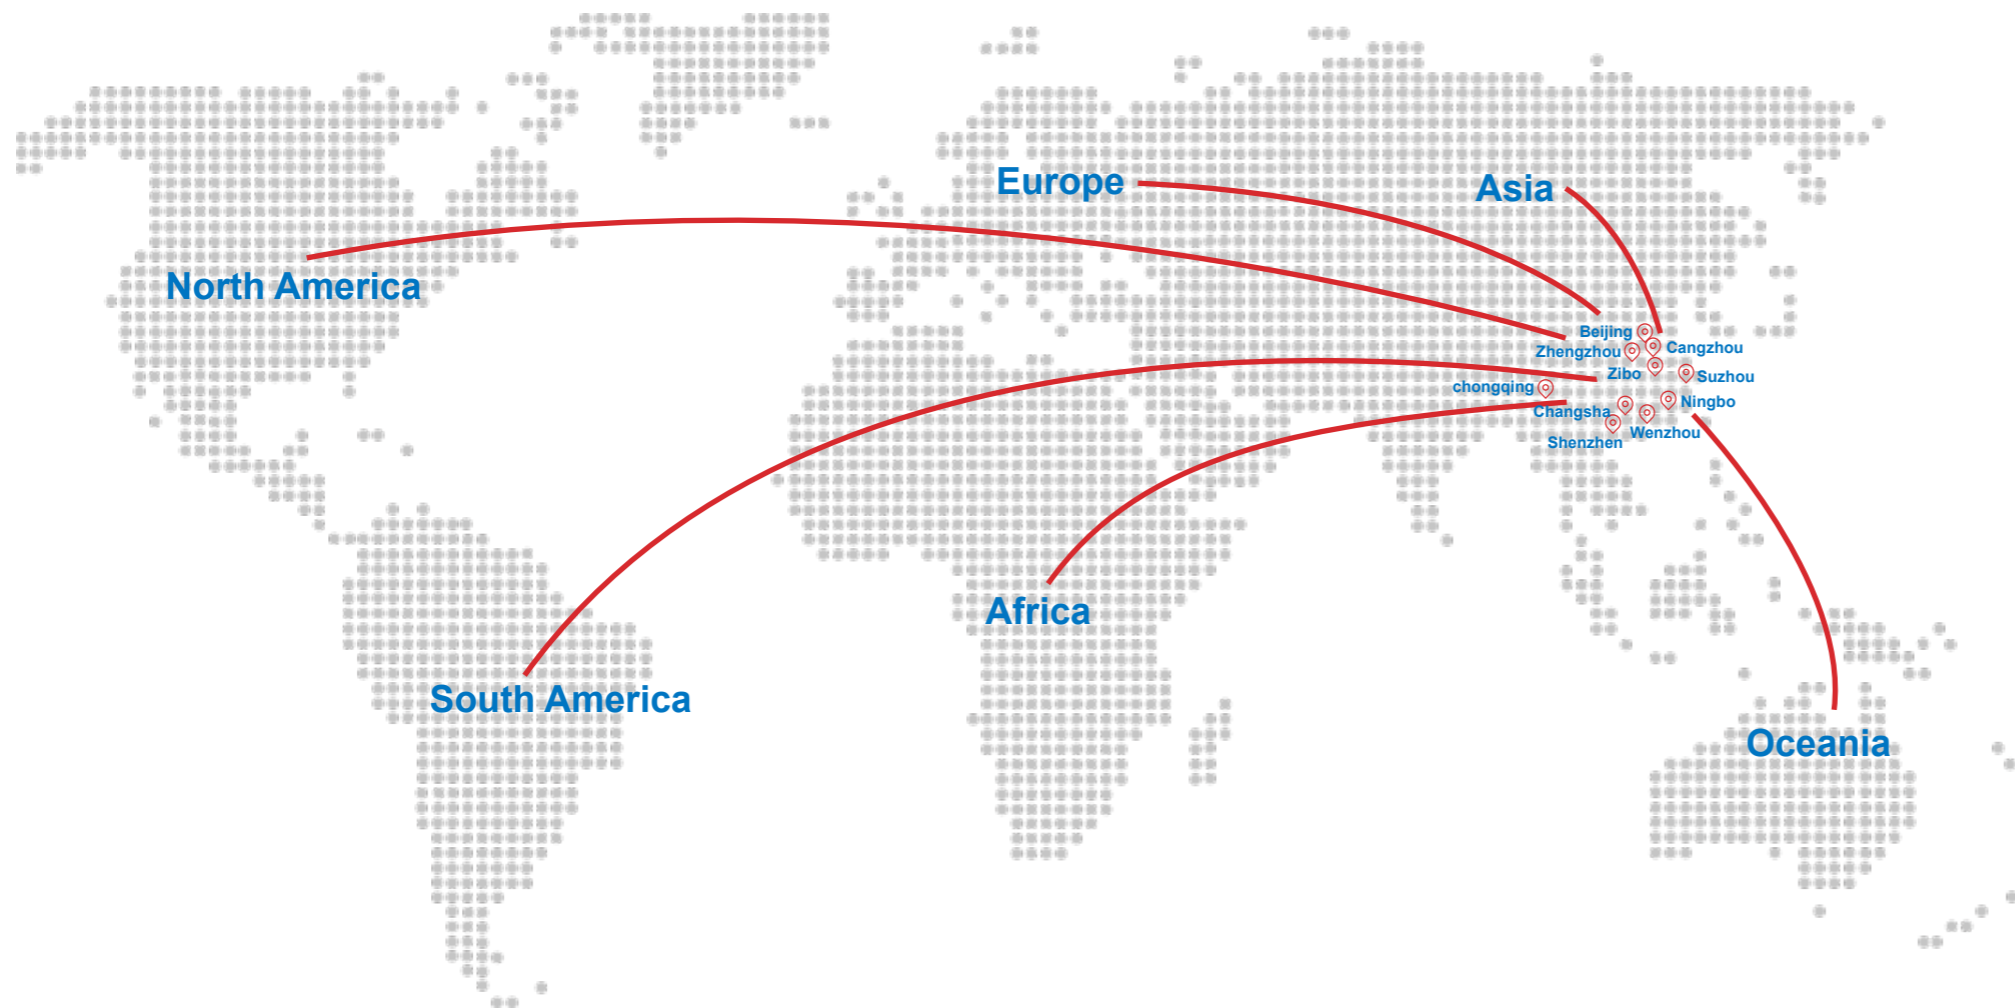 Europe
Asia
North America
Beijing
Zhengzhou
Cangzhou
Zibo
Suzhou
chongqing
Ningbo
Changsha
Wenzhou
Shenzhen
Africa
South America
Oceania